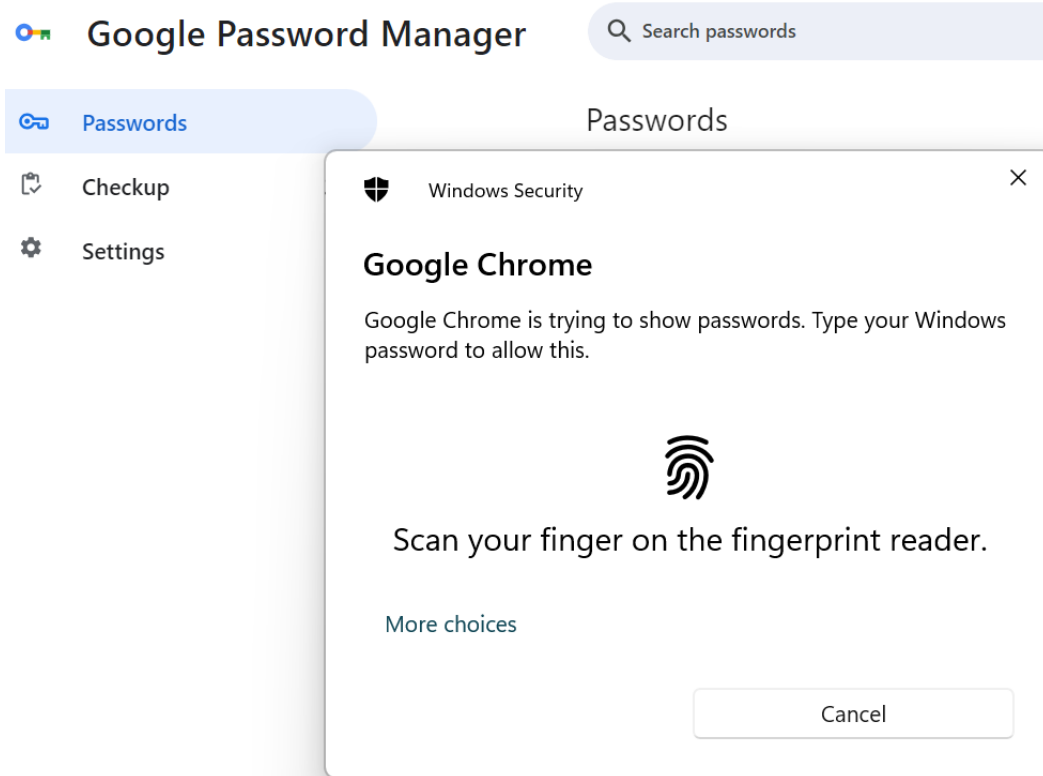 Google Password Manager
Search passwords
Passwords
Passwords
Checkup
Settings
Windows Security
Google Chrome
Google Chrome is trying to show passwords. Type your Windows
password to allow this.
Scan your finger on the fingerprint reader.
More choices
Cancel